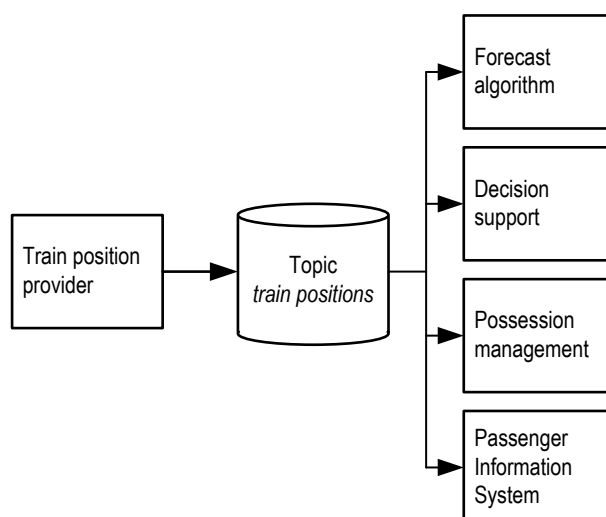 Train position
provider
Topic
train positions
Forecast
algorithm
Decision
support
Possession
management
Passenger
Information
System